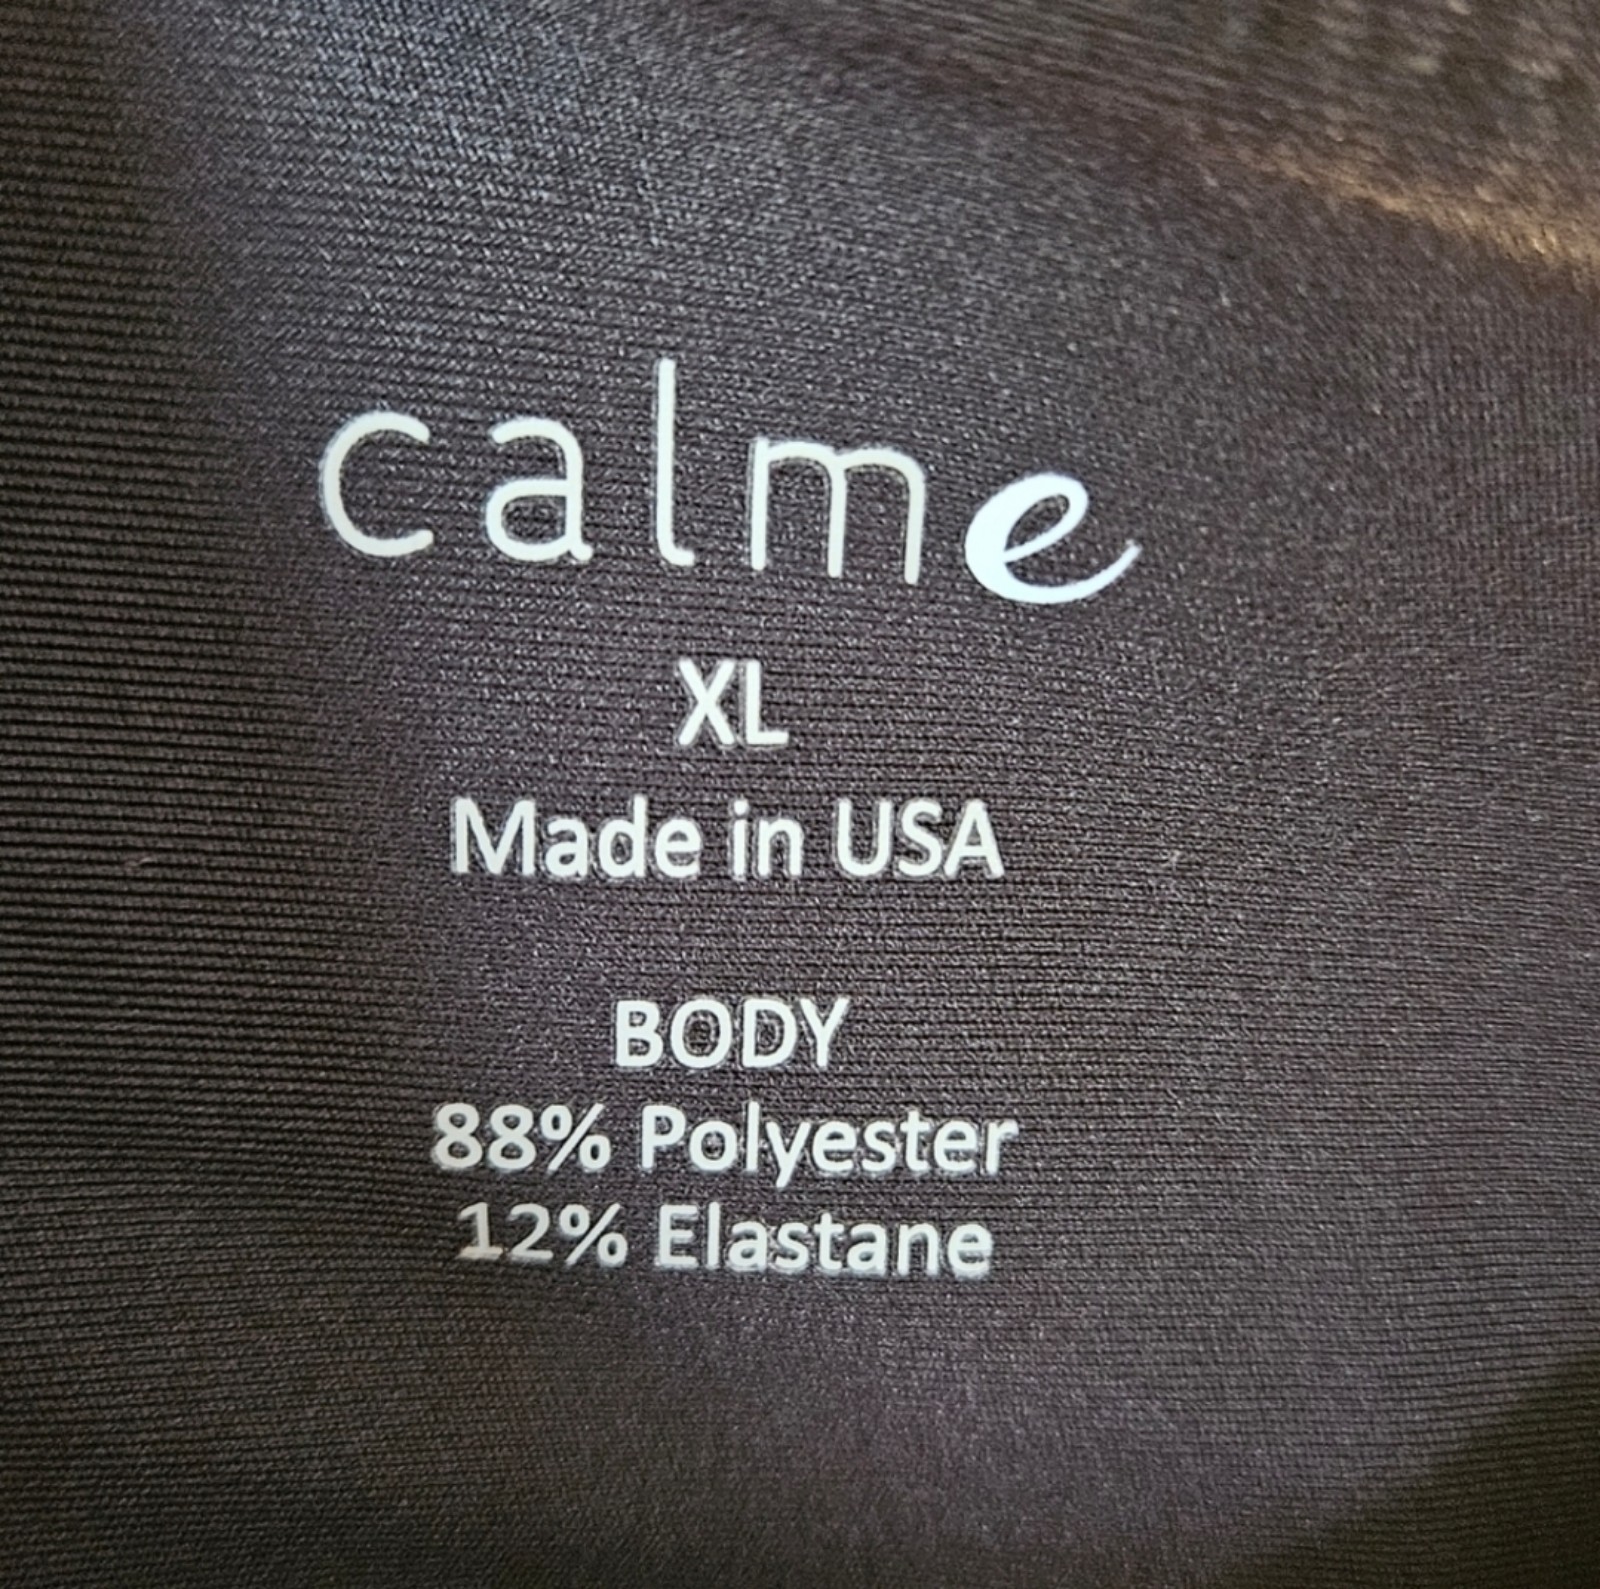 calme
XL
Made in USA
BODY
88% Polyester
12% Elastane